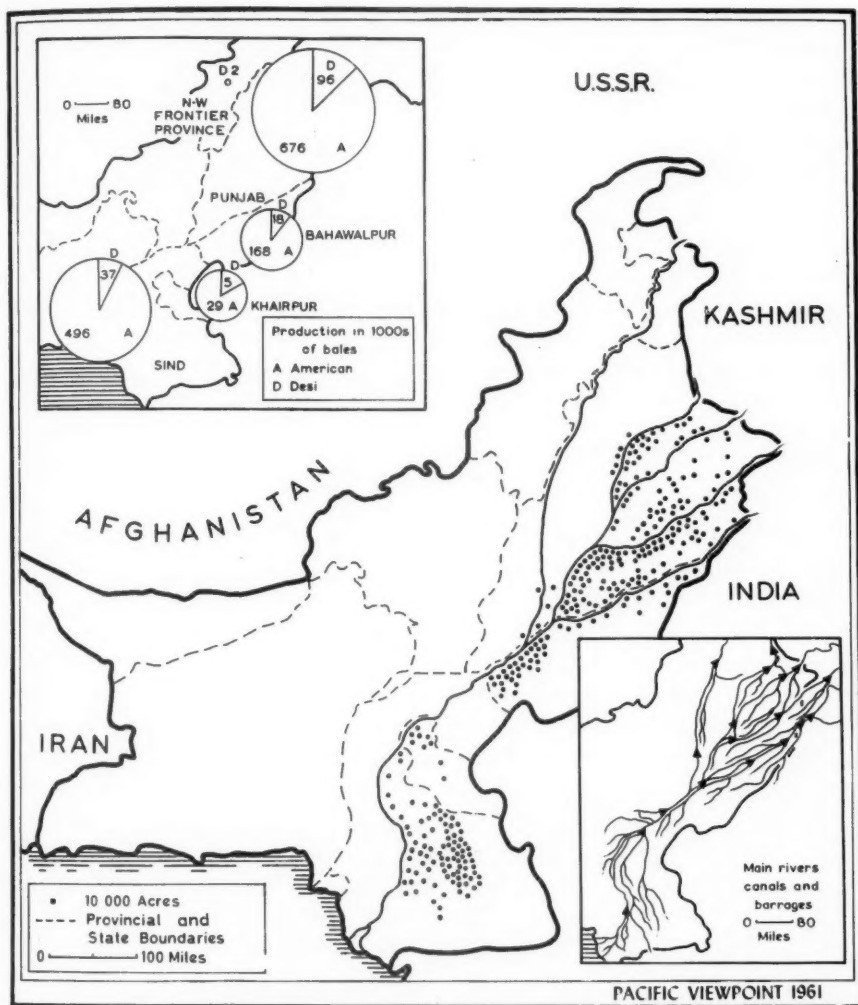 D 2
N-W
FRONTIER
PROVINCE
0 80
Miles
D
96
676 A
PUNJAB
D
18
168 A
BAHAWALPUR
D
37
496 A
D
5
29 A
KHAIRPUR
SIND
Production in 1000s
of bales
A American
D Desi
U.S.S.R.
KASHMIR
AFGHANISTAN
INDIA
IRAN
10 000 Acres
Provincial and
State Boundaries
0 100 Miles
Main rivers
canals and
barrages
0 80
Miles
PACIFIC VIEWPOINT 1961